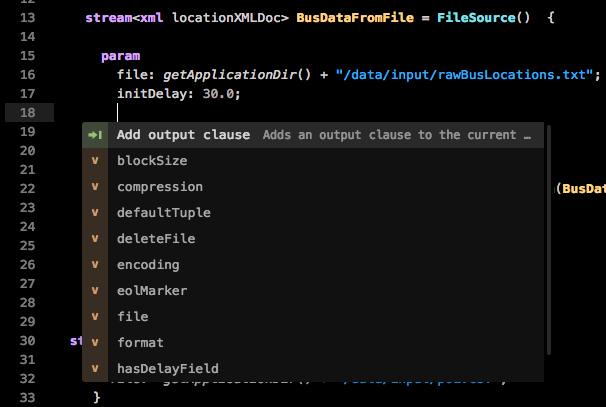 12
13 stream<xml locationXMLDoc> BusDataFromFile = FileSource() {
14
15 param
16 file: getApplicationDir() + "/data/input/rawBusLocations.txt";
17 initDelay: 30.0;
18
19 Add output clause Adds an output clause to the current …
20 blockSize
21 compression
22 (BusDat
23 defaultTuple
24 deleteFile
25 encoding
26 eolMarker
27
28 file
29
30 st format
31 hasDelayField
32
33 }